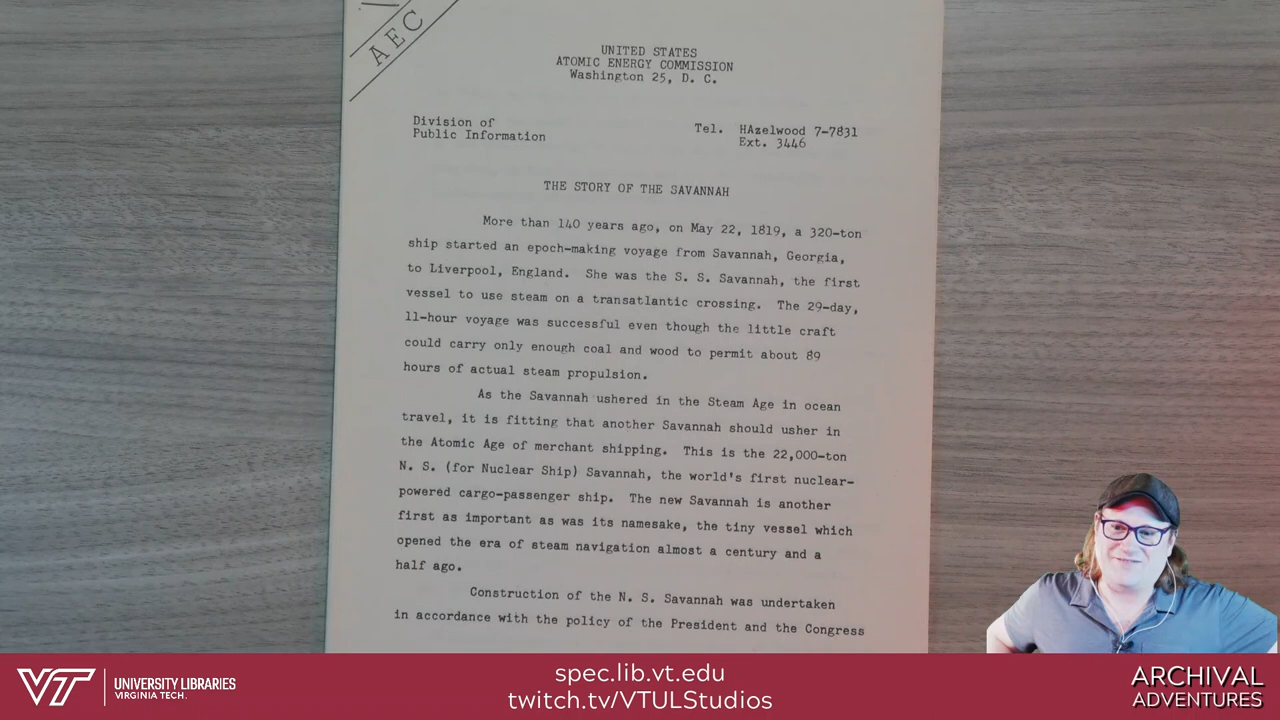 AEC
UNITED STATES
ATOMIC ENERGY COMMISSION
Washington 25, D. C.
Division of
Public Information
Tel. HAzelwood 7-7831
Ext. 3446
THE STORY OF THE SAVANNAH
More than 140 years ago, on May 22, 1819, a 320-ton
ship started an epoch-making voyage from Savannah, Georgia,
to Liverpool, England. She was the S. S. Savannah, the first
vessel to use steam on a transatlantic crossing. The 29-day,
11-hour voyage was successful even though the little craft
could carry only enough coal and wood to permit about 89
hours of actual steam propulsion.
As the Savannah ushered in the Steam Age in ocean
travel, it is fitting that another Savannah should usher in
the Atomic Age of merchant shipping. This is the 22,000-ton
N. S. (for Nuclear Ship) Savannah, the world's first nuclear-
powered cargo-passenger ship. The new Savannah is another
first as important as was its namesake, the tiny vessel which
opened the era of steam navigation almost a century and a
half ago.
Construction of the N. S. Savannah was undertaken
in accordance with the policy of the President and the Congress
VT
UNIVERSITY LIBRARIES
VIRGINIA TECH.
spec.lib.vt.edu
twitch.tv/VTULStudios
ARCHIVAL
ADVENTURES